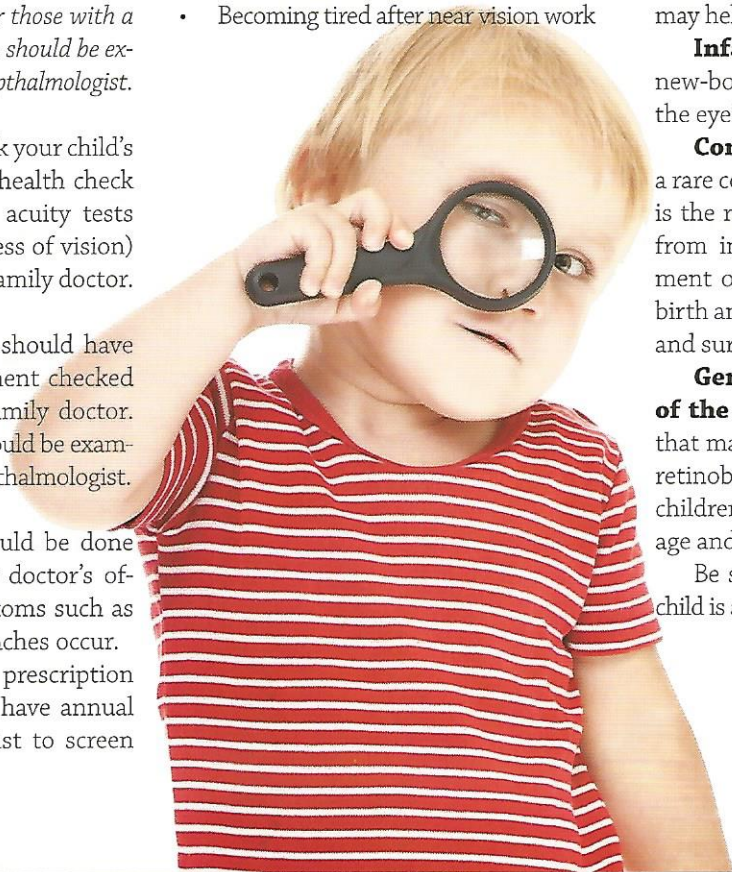 r those with a
should be ex-
pthalmologist.
k your child's
health check
acuity tests
ess of vision)
amily doctor.
should have
ment checked
amily doctor.
ould be exam-
thalmologist.
uld be done
doctor's of-
toms such as
ches occur.
prescription
have annual
ist to screen
• Becoming tired after near vision work
may hel
Infa
new-bo
the eye
Con
a rare co
is the r
from in
ment o
birth an
and sur
Gen
of the
that ma
retinob
children
age and
Be s
child is a